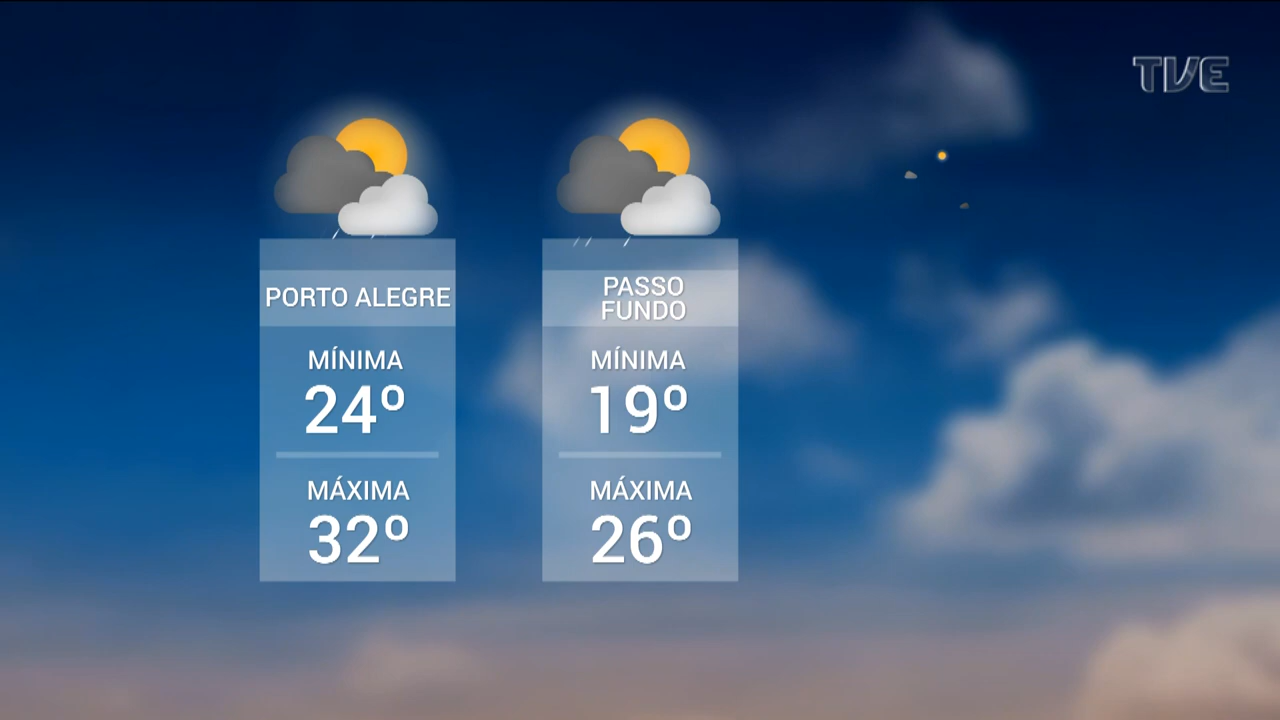 TVE
PORTO ALEGRE
MÍNIMA
24º
MÁXIMA
32º
PASSO
FUNDO
MÍNIMA
19º
MÁXIMA
26º